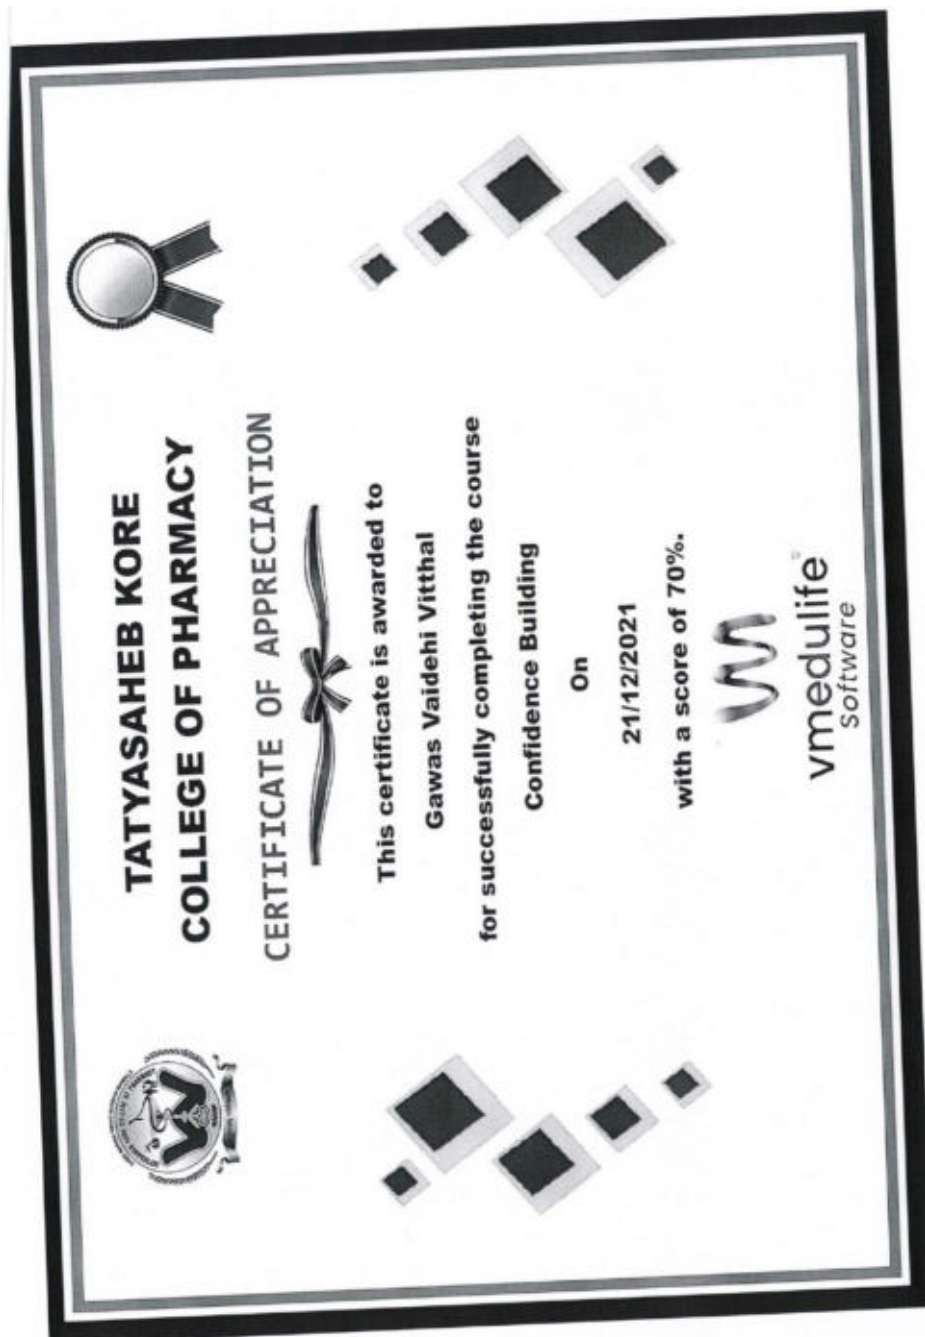 TATYASAHEB KORE
COLLEGE OF PHARMACY
CERTIFICATE OF APPRECIATION
This certificate is awarded to
Gawas Vaidehi Vitthal
for successfully completing the course
Confidence Building
On
21/12/2021
with a score of 70%.
vmedulife
Software